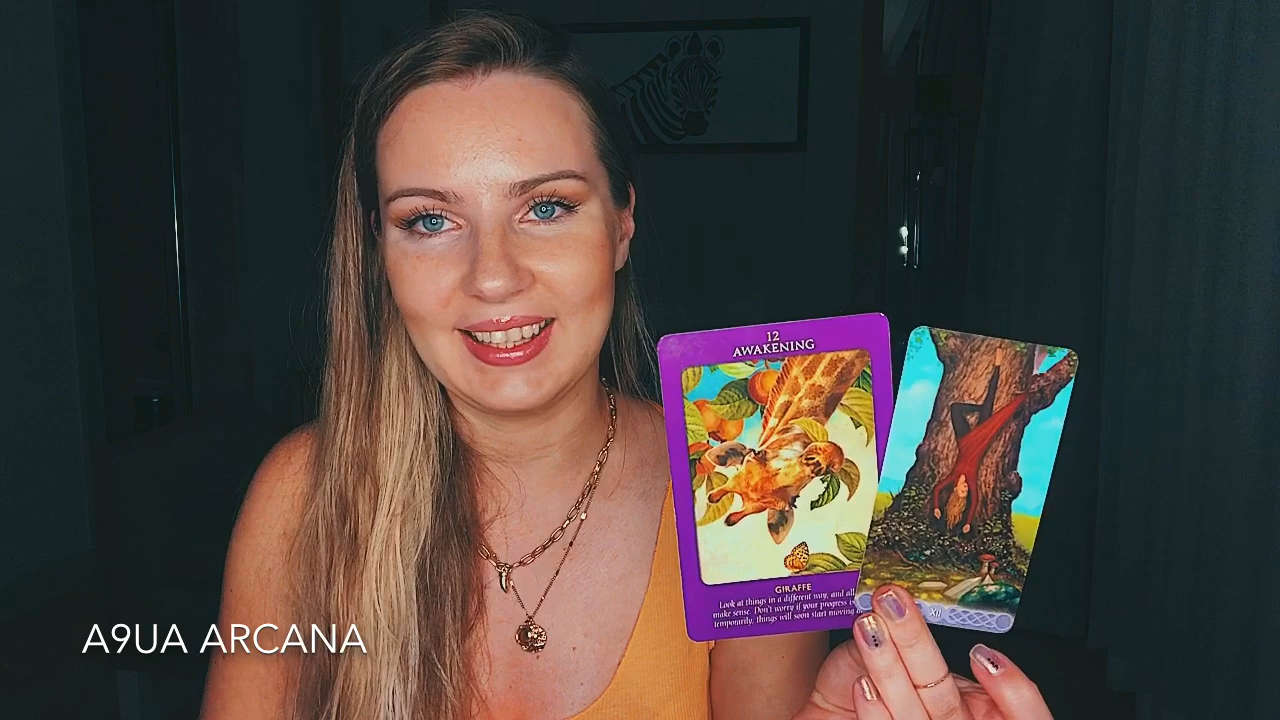 12
AWAKENING
GIRAFFE
Look at things in a different way, and all
make sense. Don't worry if your progress is
temporarily, things will soon start moving
XII
A9UA ARCANA